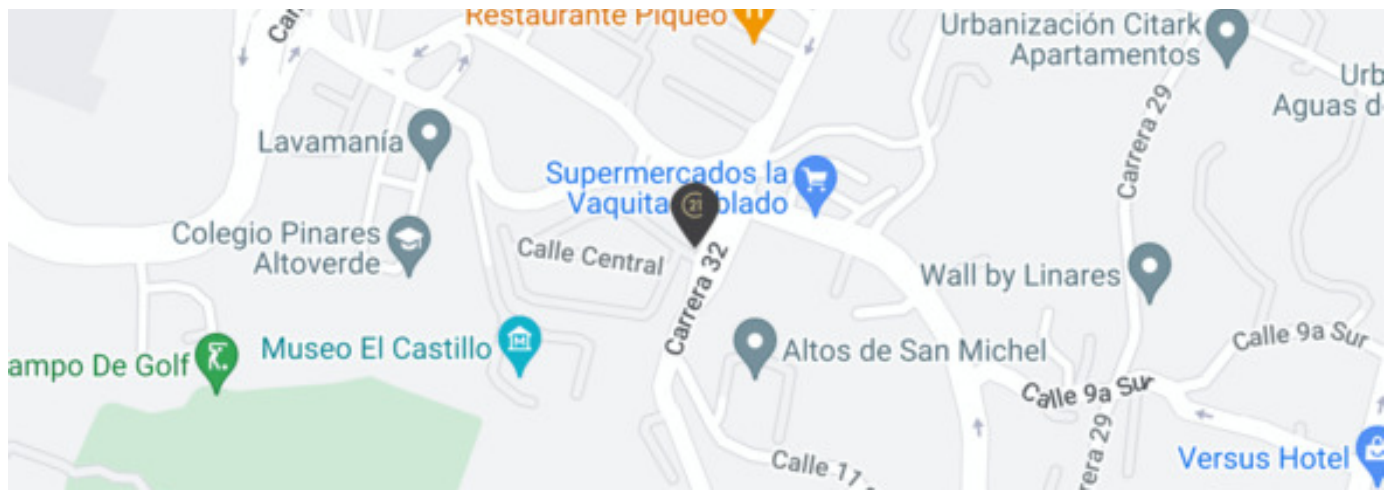 Restaurante Piqueo
Urbanización Citark
Apartamentos
Urb
Aguas d
Carrera 29
Lavamanía
Supermercados la
Vaquita
blado
21
Colegio Pinares
Altoverde
Calle Central
Carrera 32
Wall by Linares
Museo El Castillo
Altos de San Michel
Calle 9a Sur
ampo De Golf
Calle 9a Sur
Calle 17
rera 29
Versus Hotel